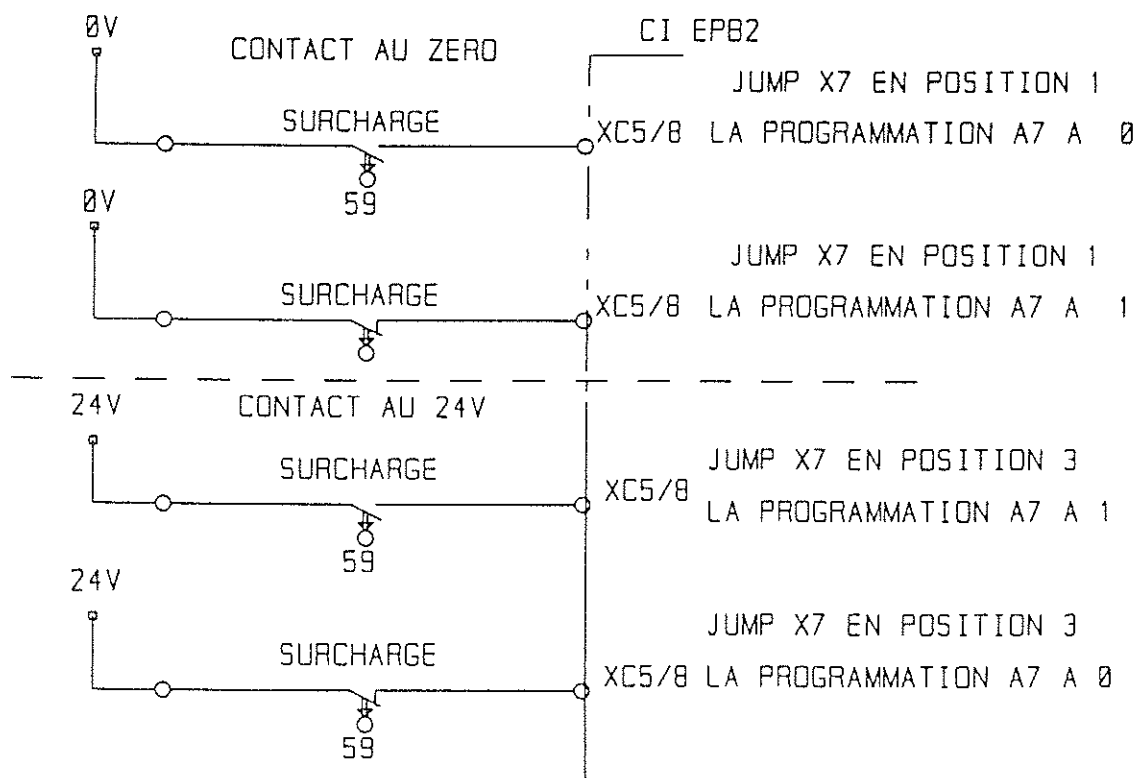 0V
CONTACT AU ZERO
CI EPB2
JUMP X7 EN POSITION 1
SURCHARGE
XC5/8 LA PROGRAMMATION A7 A 0
59
0V
JUMP X7 EN POSITION 1
SURCHARGE
XC5/8 LA PROGRAMMATION A7 A 1
24V
CONTACT AU 24V
JUMP X7 EN POSITION 3
SURCHARGE
XC5/8
LA PROGRAMMATION A7 A 1
59
24V
JUMP X7 EN POSITION 3
SURCHARGE
XC5/8 LA PROGRAMMATION A7 A 0
59